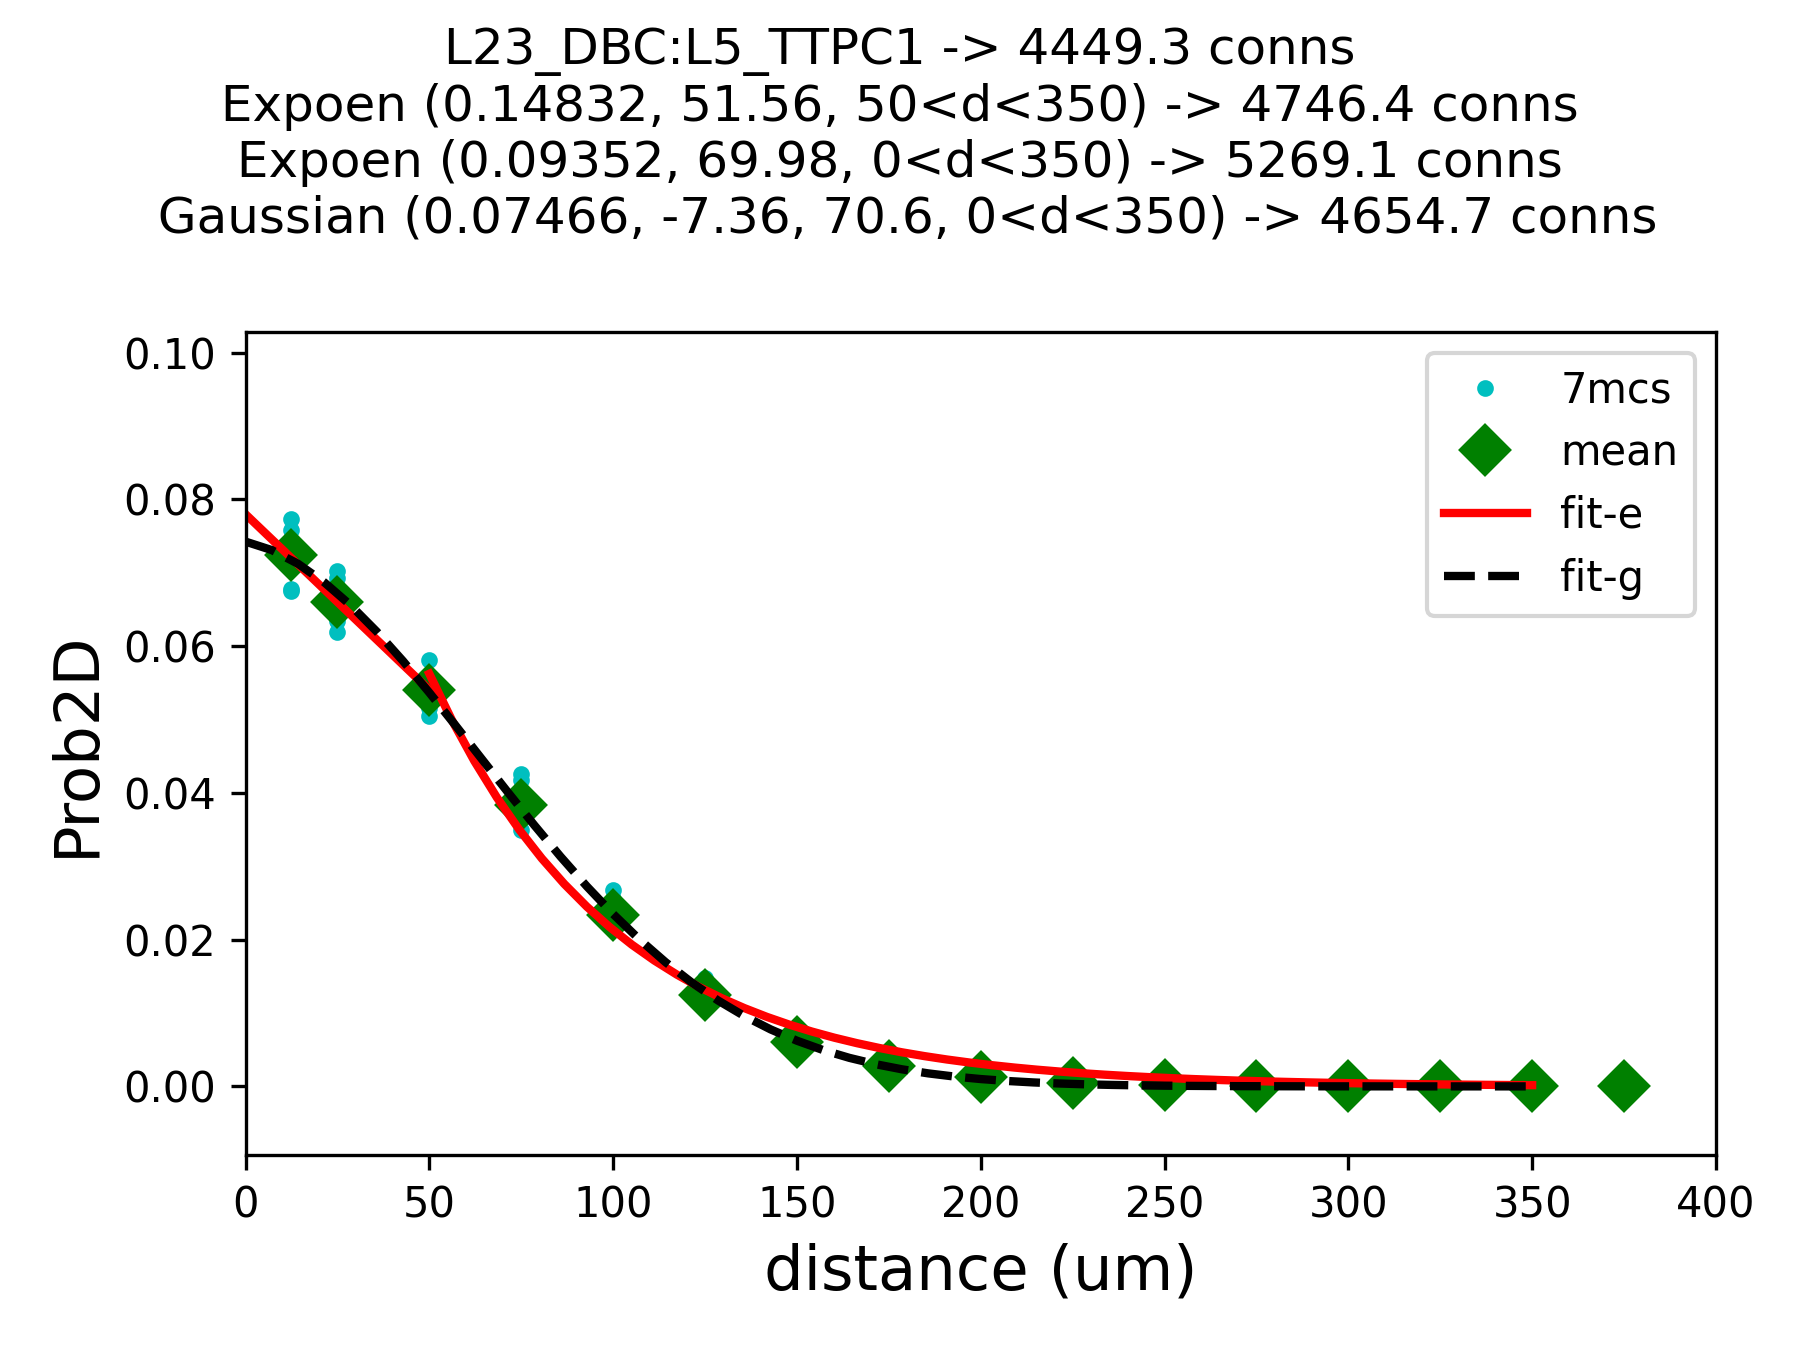 L23_DBC:L5_TTPC1 -> 4449.3 conns
Expoen (0.14832, 51.56, 50<d<350) -> 4746.4 conns
Expoen (0.09352, 69.98, 0<d<350) -> 5269.1 conns
Gaussian (0.07466, -7.36, 70.6, 0<d<350) -> 4654.7 conns
0.10
0.08
0.06
0.04
0.02
0.00
Prob2D
7mcs
mean
fit-e
fit-g
0 50 100 150 200 250 300 350 400
distance (um)